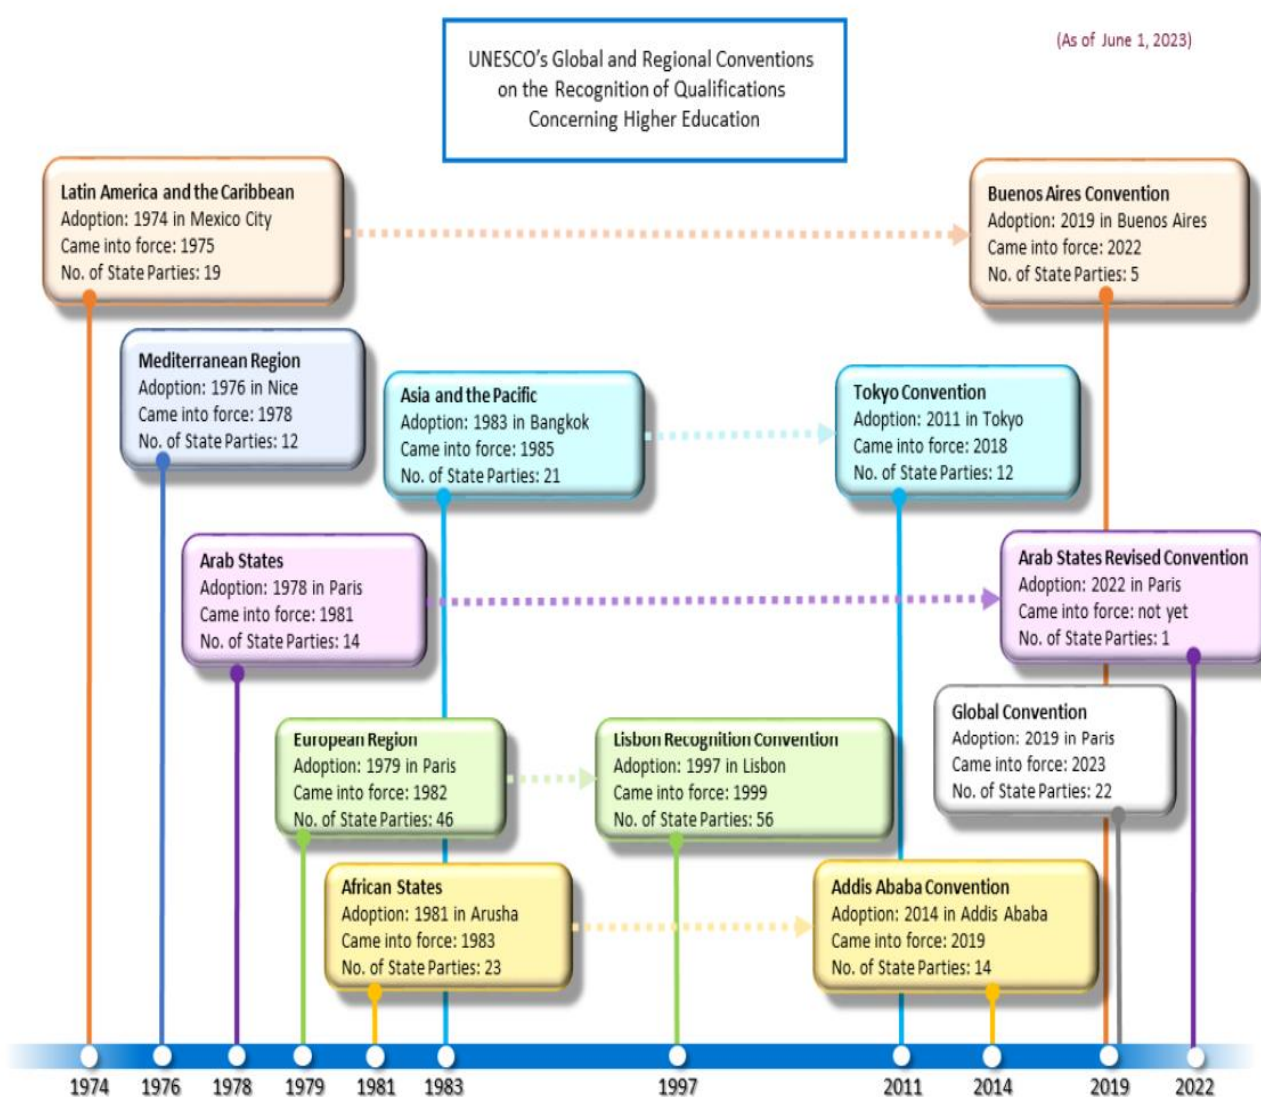 UNESCO's Global and Regional Conventions
on the Recognition of Qualifications
Concerning Higher Education
(As of June 1, 2023)
Latin America and the Caribbean
Adoption: 1974 in Mexico City
Came into force: 1975
No. of State Parties: 19
Buenos Aires Convention
Adoption: 2019 in Buenos Aires
Came into force: 2022
No. of State Parties: 5
Mediterranean Region
Adoption: 1976 in Nice
Came into force: 1978
No. of State Parties: 12
Asia and the Pacific
Adoption: 1983 in Bangkok
Came into force: 1985
No. of State Parties: 21
Tokyo Convention
Adoption: 2011 in Tokyo
Came into force: 2018
No. of State Parties: 12
Arab States
Adoption: 1978 in Paris
Came into force: 1981
No. of State Parties: 14
Arab States Revised Convention
Adoption: 2022 in Paris
Came into force: not yet
No. of State Parties: 1
European Region
Adoption: 1979 in Paris
Came into force: 1982
No. of State Parties: 46
Lisbon Recognition Convention
Adoption: 1997 in Lisbon
Came into force: 1999
No. of State Parties: 56
Global Convention
Adoption: 2019 in Paris
Came into force: 2023
No. of State Parties: 22
African States
Adoption: 1981 in Arusha
Came into force: 1983
No. of State Parties: 23
Addis Ababa Convention
Adoption: 2014 in Addis Ababa
Came into force: 2019
No. of State Parties: 14
1974 1976 1978 1979 1981 1983 1997 2011 2014 2019 2022